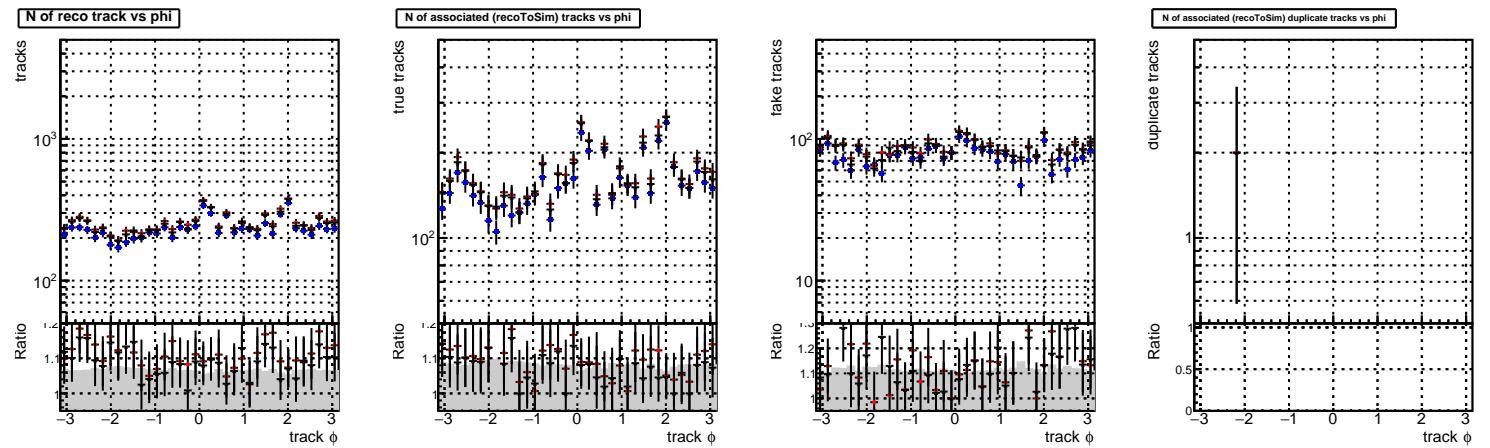 N of reco track vs phi
tracks
10³
10²
Ratio
1.2
1.1
1
−3 −2 −1 0 1 2 3
track ϕ
N of associated (recoToSim) tracks vs phi
true tracks
10²
Ratio
1.2
1.1
1
−3 −2 −1 0 1 2 3
track ϕ
fake tracks
10²
10
Ratio
1.3
1.2
1.1
1
−3 −2 −1 0 1 2 3
track ϕ
N of associated (recoToSim) duplicate tracks vs phi
duplicate tracks
1
Ratio
1
0.5
0
−3 −2 −1 0 1 2 3
track ϕ